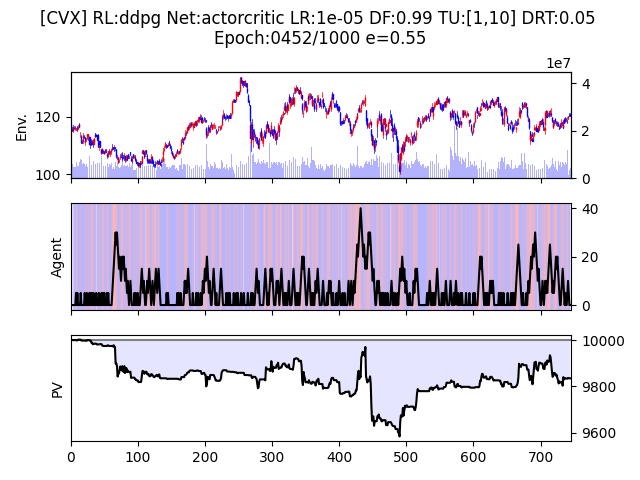 [CVX] RL:ddpg Net:actorcritic LR:1e-05 DF:0.99 TU:[1,10] DRT:0.05
Epoch:0452/1000 e=0.55
1e7
Env.
120
100
4
2
0
Agent
40
20
0
PV
10000
9800
9600
0 100 200 300 400 500 600 700